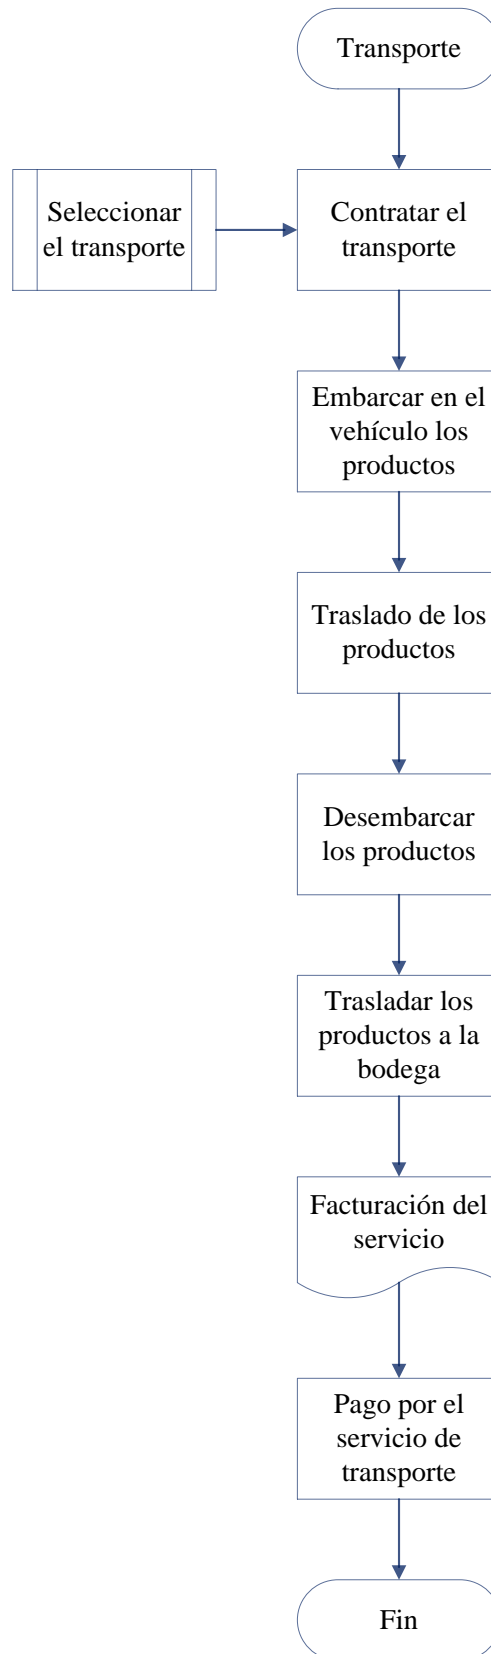 Transporte
Seleccionar
el transporte
Contratar el
transporte
Embarcar en el
vehículo los
productos
Traslado de los
productos
Desembarcar
los productos
Trasladar los
productos a la
bodega
Facturación del
servicio
Pago por el
servicio de
transporte
Fin